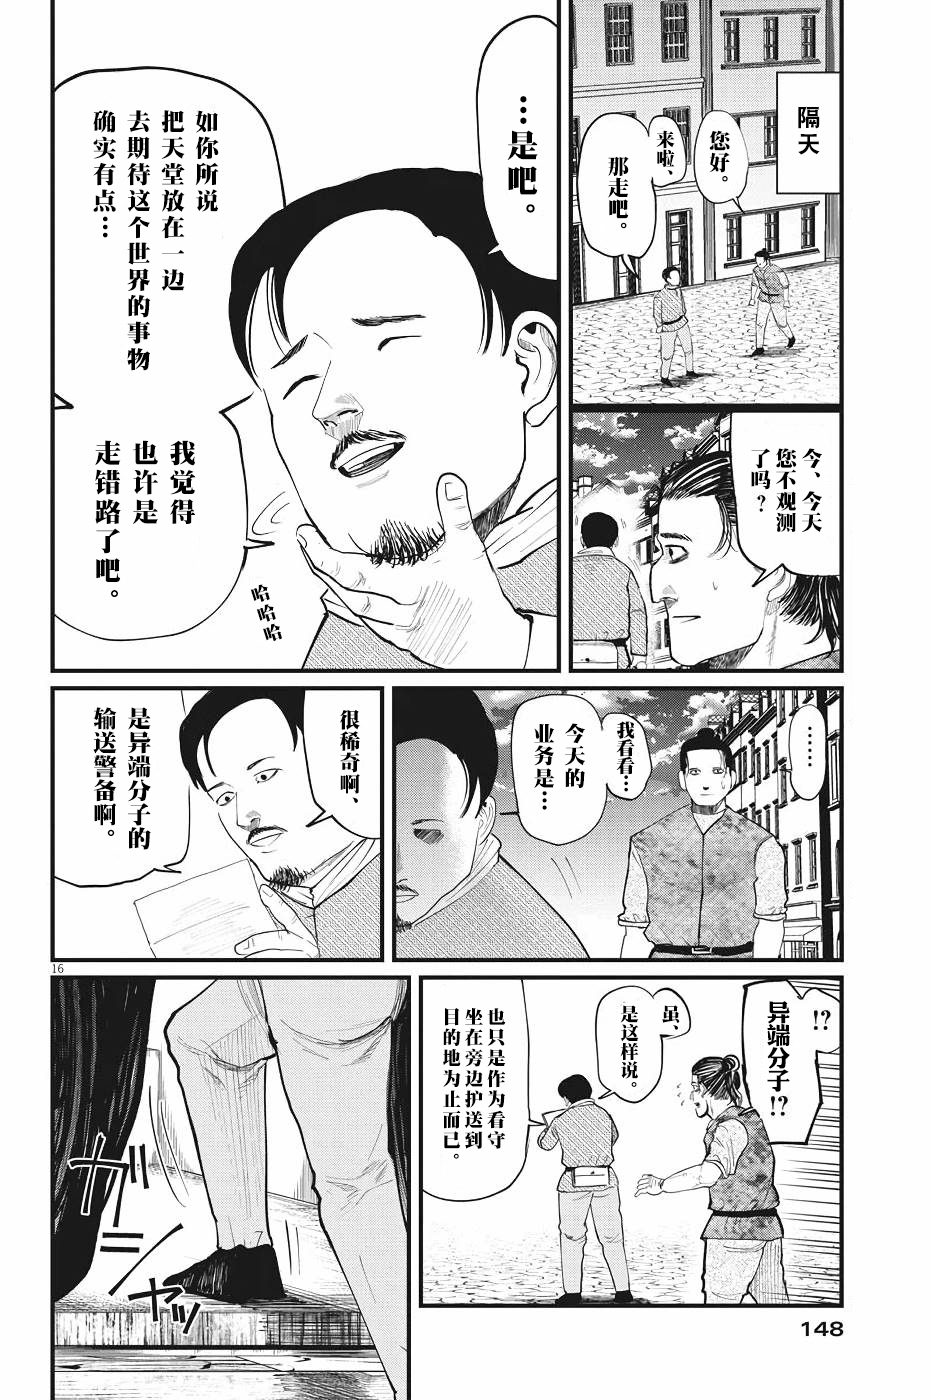 隔天
您好。
来啦、
那走吧。
…是吧。
如你所说
把天堂放在一边
去期待这个世界的事物
确实有点…
我觉得
也许是
走错路了吧。
哈哈哈
今、今天
您不观测
了吗？
……
我看看…
今天的
业务是…
很稀奇啊、
是异端分子的
输送警备啊。
!?
异端分子!?
虽、
是这样说。
也只是作为看守
坐在旁边护送到
目的地为止而已。
ガタッ
16
148